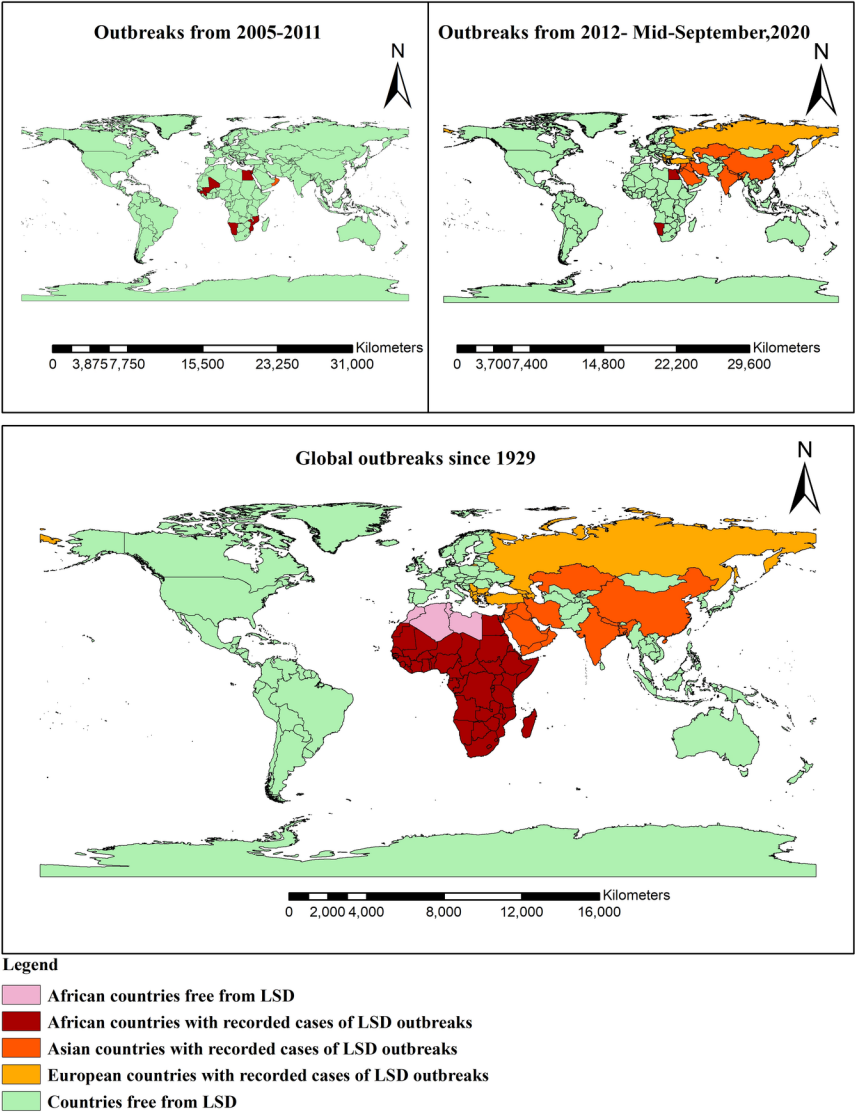 Outbreaks from 2005-2011
N
Kilometers
0 3,875 7,750 15,500 23,250 31,000
Outbreaks from 2012- Mid-September,2020
N
Kilometers
0 3,700 7,400 14,800 22,200 29,600
Global outbreaks since 1929
N
Kilometers
0 2,000 4,000 8,000 12,000 16,000
Legend
African countries free from LSD
African countries with recorded cases of LSD outbreaks
Asian countries with recorded cases of LSD outbreaks
European countries with recorded cases of LSD outbreaks
Countries free from LSD